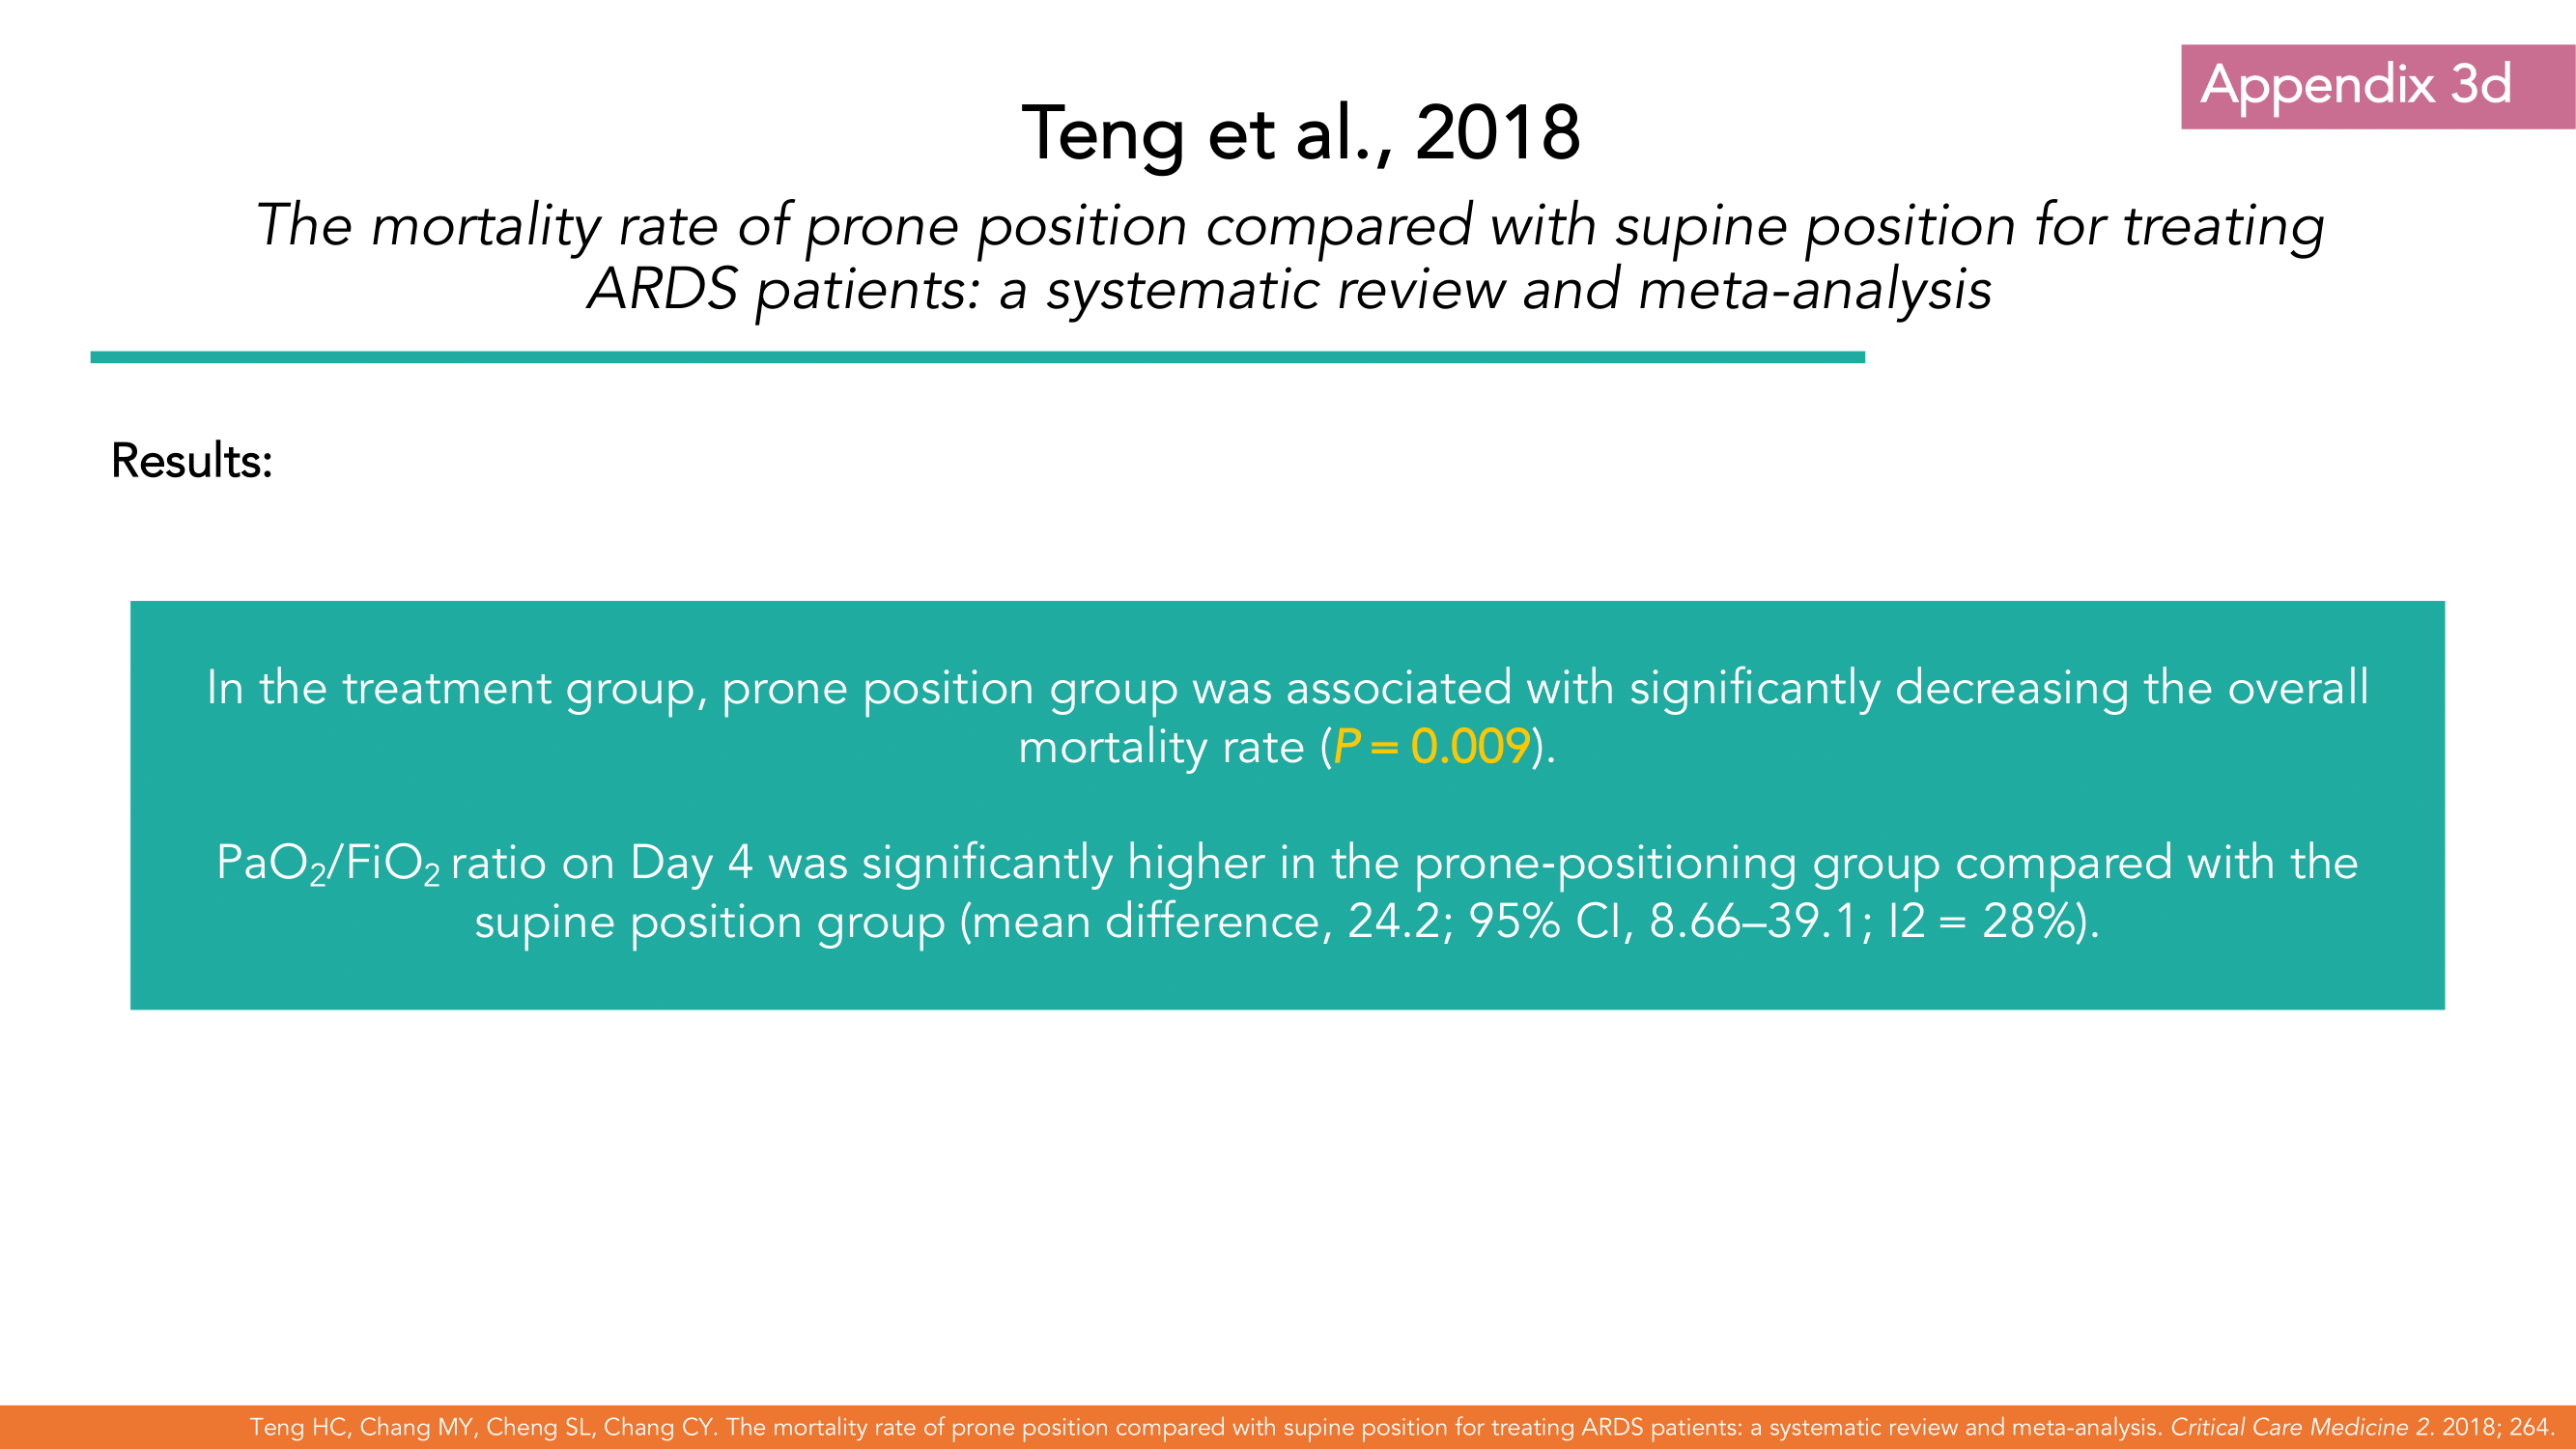 Appendix 3d
Teng et al., 2018
The mortality rate of prone position compared with supine position for treating
ARDS patients: a systematic review and meta-analysis
Results:
In the treatment group, prone position group was associated with significantly decreasing the overall
mortality rate (P = 0.009).
PaO₂/FiO₂ ratio on Day 4 was significantly higher in the prone-positioning group compared with the
supine position group (mean difference, 24.2; 95% CI, 8.66–39.1; I2 = 28%).
Teng HC, Chang MY, Cheng SL, Chang CY. The mortality rate of prone position compared with supine position for treating ARDS patients: a systematic review and meta-analysis. Critical Care Medicine 2. 2018; 264.